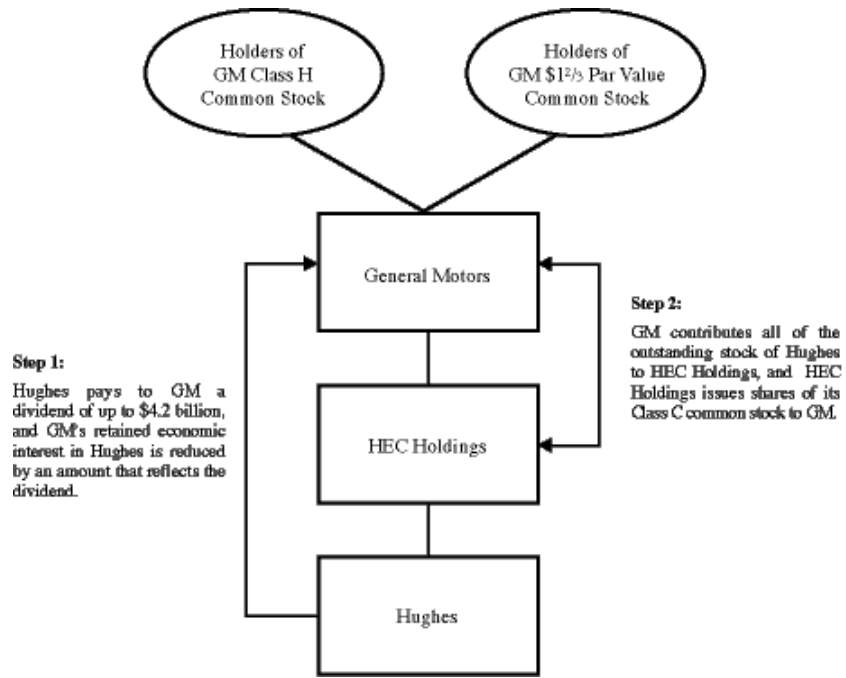 Holders of
GM Class H
Common Stock
Holders of
GM $1²/₃ Par Value
Common Stock
General Motors
Step 2:
GM contributes all of the
outstanding stock of Hughes
to HEC Holdings, and HEC
Holdings issues shares of its
Class C common stock to GM.
Step 1:
Hughes pays to GM a
dividend of up to $4.2 billion,
and GM's retained economic
interest in Hughes is reduced
by an amount that reflects the
dividend.
HEC Holdings
Hughes